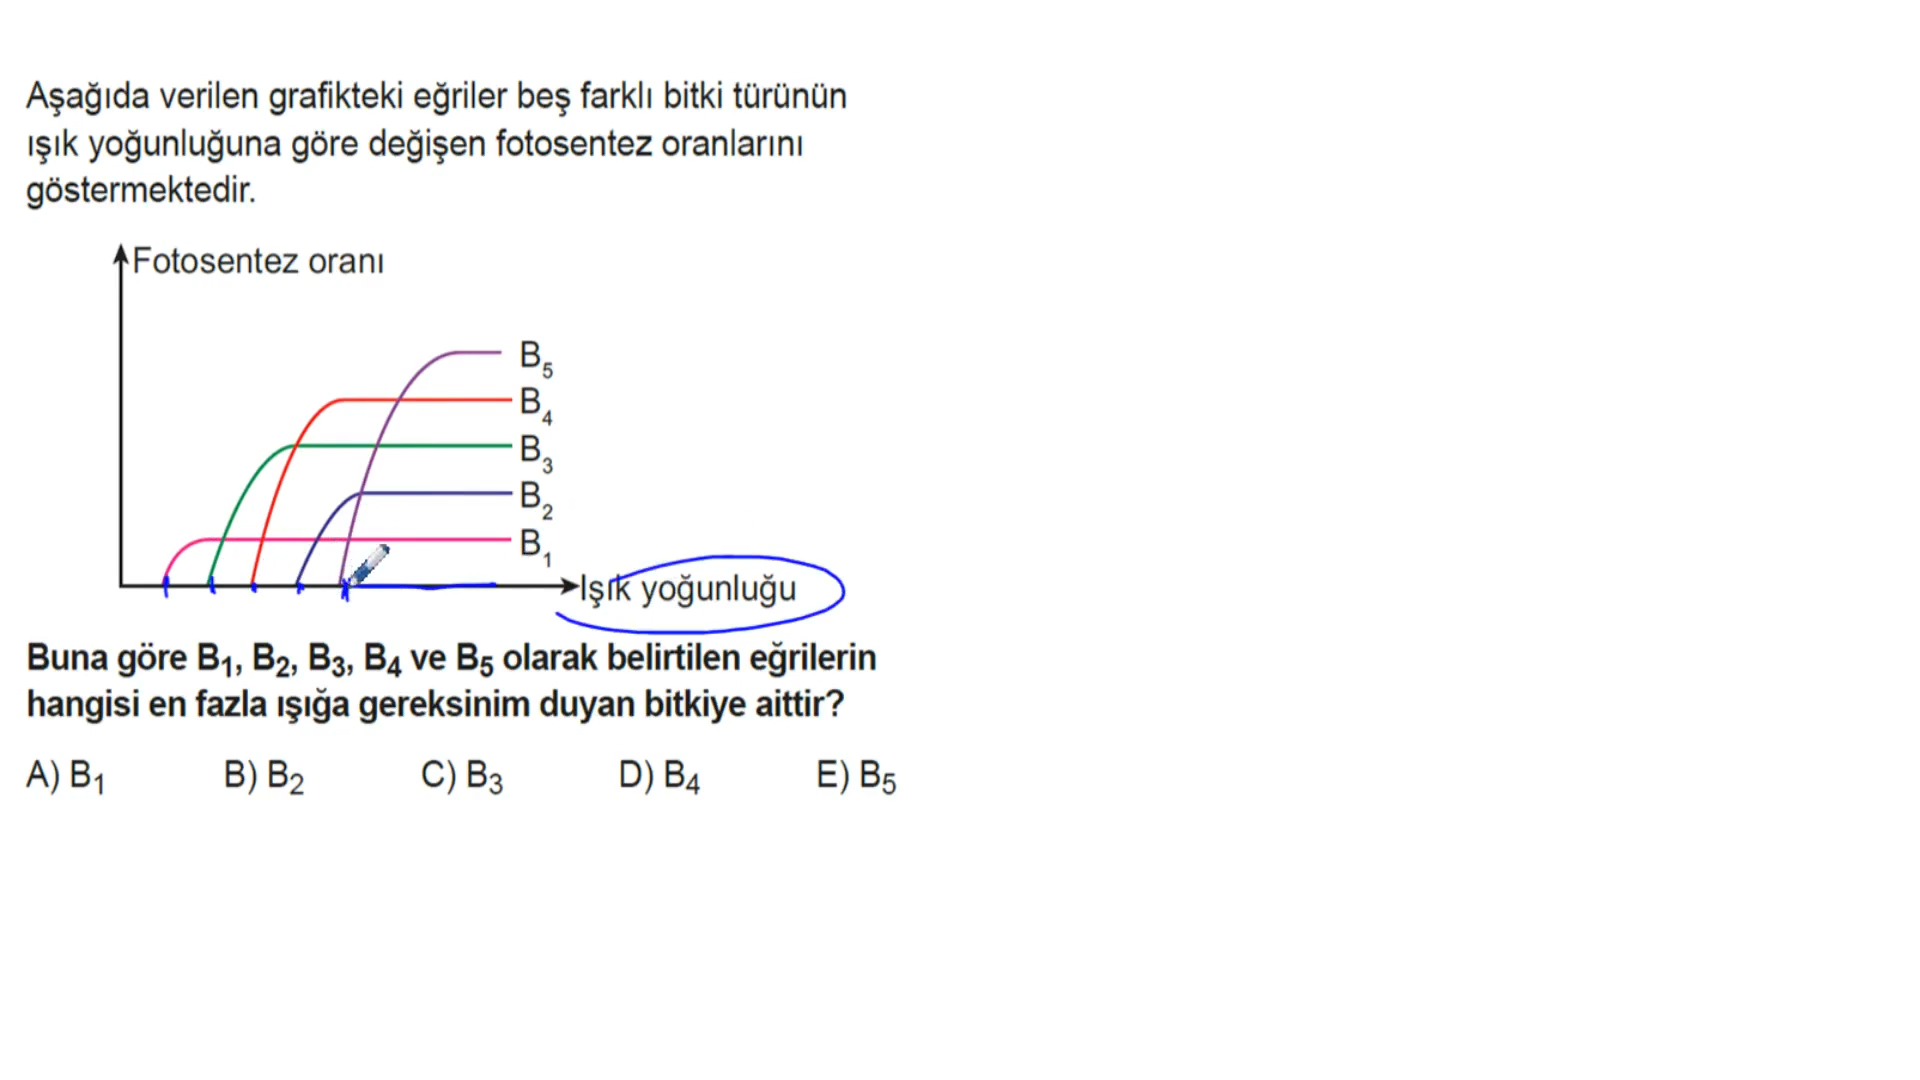 Aşağıda verilen grafikteki eğriler beş farklı bitki türünün
ışık yoğunluğuna göre değişen fotosentez oranlarını
göstermektedir.
Fotosentez oranı
B5
B4
B3
B2
B1
Işık yoğunluğu
Buna göre B1, B2, B3, B4 ve B5 olarak belirtilen eğrilerin
hangisi en fazla ışığa gereksinim duyan bitkiye aittir?
A) B1 B) B2 C) B3 D) B4 E) B5